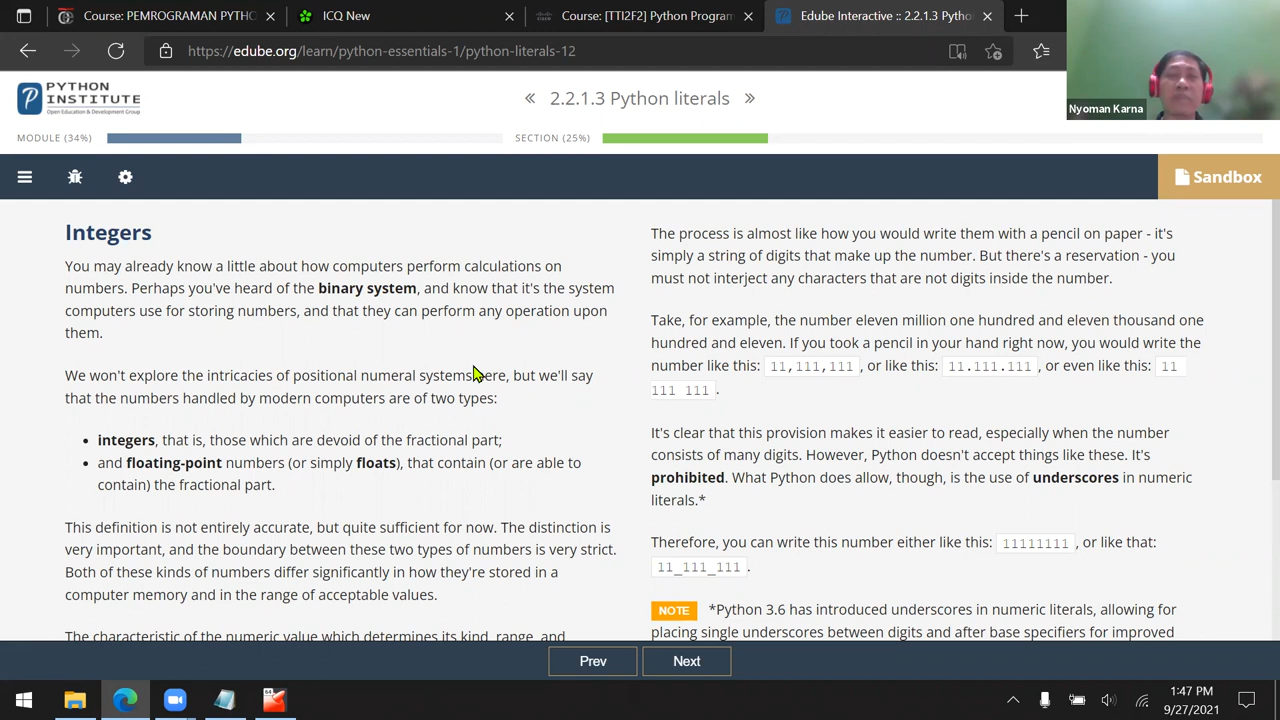 Course: PEMROGRAMAN PYTHO
ICQ New
Course: [TTI2F2] Python Program
Edube Interactive :: 2.2.1.3 Pytho
https://edube.org/learn/python-essentials-1/python-literals-12
Nyoman Karna
PYTHON
INSTITUTE
Open Education & Development Group
2.2.1.3 Python literals
MODULE (34%)
SECTION (25%)
Sandbox
Integers
You may already know a little about how computers perform calculations on
numbers. Perhaps you've heard of the binary system, and know that it's the system
computers use for storing numbers, and that they can perform any operation upon
them.
We won't explore the intricacies of positional numeral systems here, but we'll say
that the numbers handled by modern computers are of two types:
• integers, that is, those which are devoid of the fractional part;
• and floating-point numbers (or simply floats), that contain (or are able to
contain) the fractional part.
This definition is not entirely accurate, but quite sufficient for now. The distinction is
very important, and the boundary between these two types of numbers is very strict.
Both of these kinds of numbers differ significantly in how they're stored in a
computer memory and in the range of acceptable values.
The characteristic of the numeric value which determines its kind, range, and
The process is almost like how you would write them with a pencil on paper - it's
simply a string of digits that make up the number. But there's a reservation - you
must not interject any characters that are not digits inside the number.
Take, for example, the number eleven million one hundred and eleven thousand one
hundred and eleven. If you took a pencil in your hand right now, you would write the
number like this: 11,111,111 , or like this: 11.111.111 , or even like this: 11
111 111 .
It's clear that this provision makes it easier to read, especially when the number
consists of many digits. However, Python doesn't accept things like these. It's
prohibited. What Python does allow, though, is the use of underscores in numeric
literals.*
Therefore, you can write this number either like this: 11111111 , or like that:
11_111_111 .
NOTE *Python 3.6 has introduced underscores in numeric literals, allowing for
placing single underscores between digits and after base specifiers for improved
Prev
Next
64
1:47 PM
9/27/2021